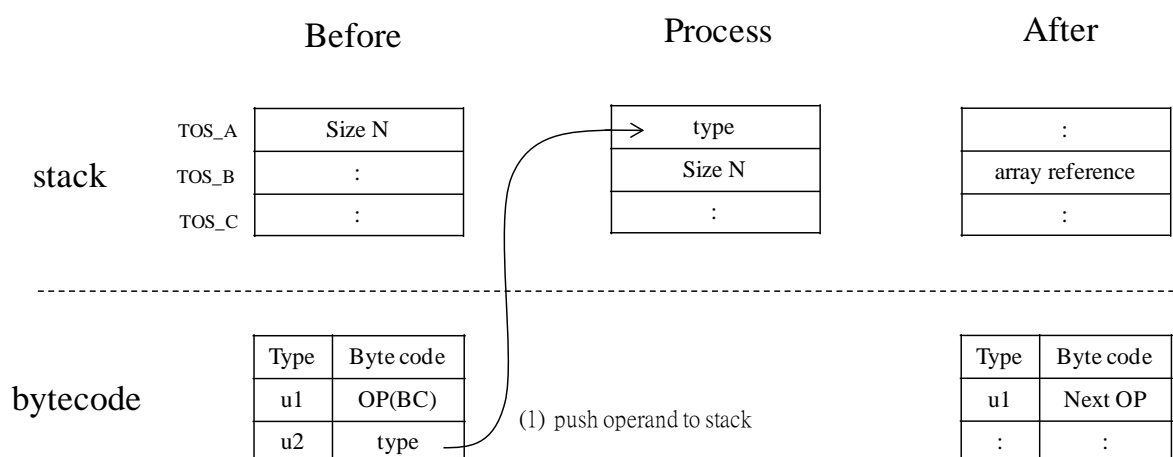 Before Process After
TOS_A Size N type :
stack TOS_B : Size N array reference
TOS_C : : :
Type Byte code Type Byte code
bytecode u1 OP(BC) u1 Next OP
(1) push operand to stack
u2 type : :